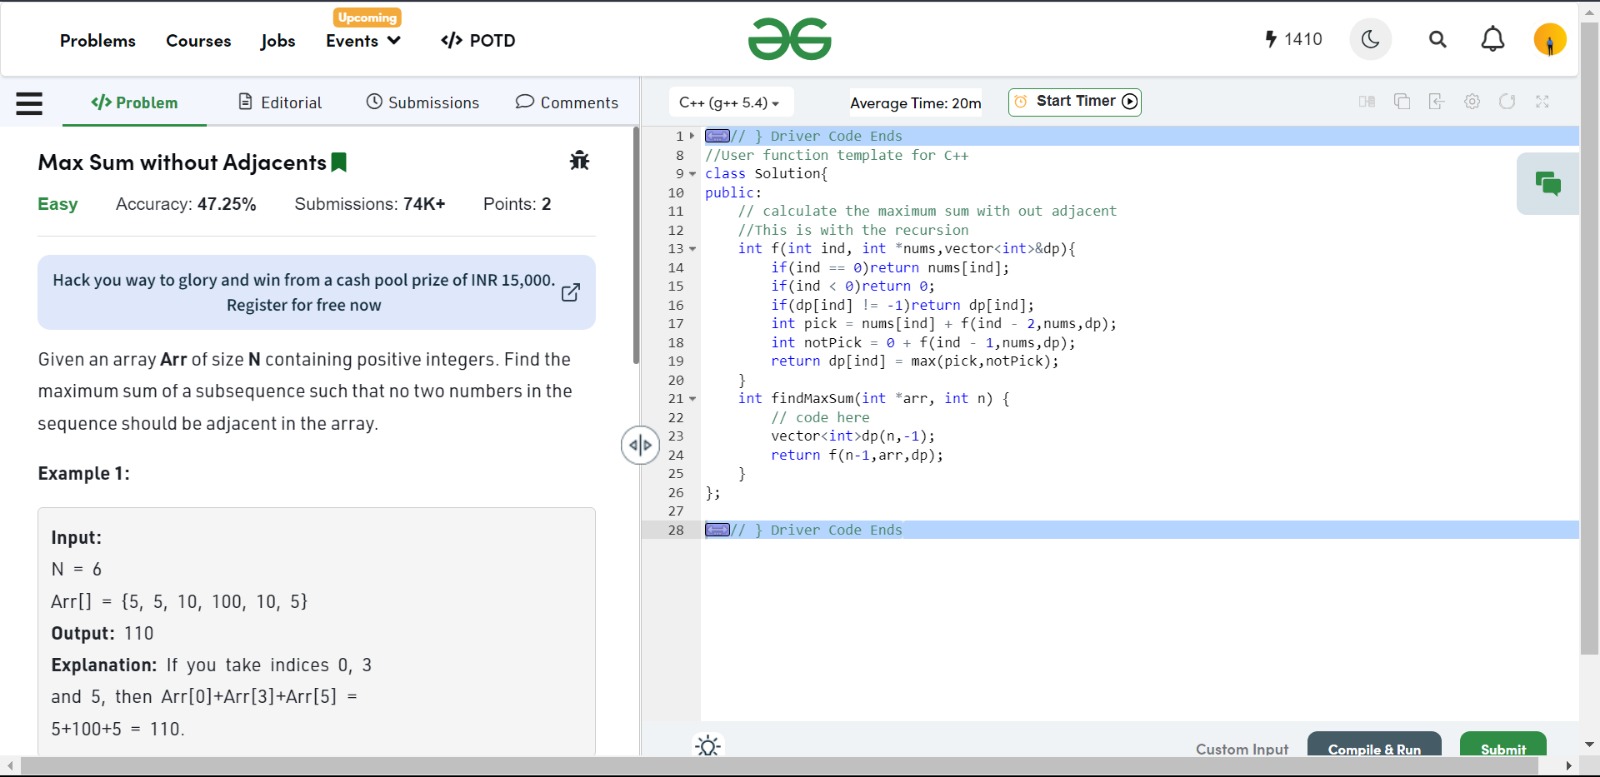 Upcoming
Problems Courses Jobs Events </> POTD
1410
</> Problem Editorial Submissions Comments
C++ (g++ 5.4) Average Time: 20m Start Timer
Max Sum without Adjacents
Easy Accuracy: 47.25% Submissions: 74K+ Points: 2
Hack you way to glory and win from a cash pool prize of INR 15,000.
Register for free now
Given an array Arr of size N containing positive integers. Find the
maximum sum of a subsequence such that no two numbers in the
sequence should be adjacent in the array.
Example 1:
Input:
N = 6
Arr[] = {5, 5, 10, 100, 10, 5}
Output: 110
Explanation: If you take indices 0, 3
and 5, then Arr[0]+Arr[3]+Arr[5] =
5+100+5 = 110.
1 // } Driver Code Ends
8 //User function template for C++
9 class Solution{
10 public:
11 // calculate the maximum sum with out adjacent
12 //This is with the recursion
13 int f(int ind, int *nums,vector<int>&dp){
14 if(ind == 0)return nums[ind];
15 if(ind < 0)return 0;
16 if(dp[ind] != -1)return dp[ind];
17 int pick = nums[ind] + f(ind - 2,nums,dp);
18 int notPick = 0 + f(ind - 1,nums,dp);
19 return dp[ind] = max(pick,notPick);
20 }
21 int findMaxSum(int *arr, int n) {
22 // code here
23 vector<int>dp(n,-1);
24 return f(n-1,arr,dp);
25 }
26 };
27
28 // } Driver Code Ends
Custom Input Compile & Run Submit